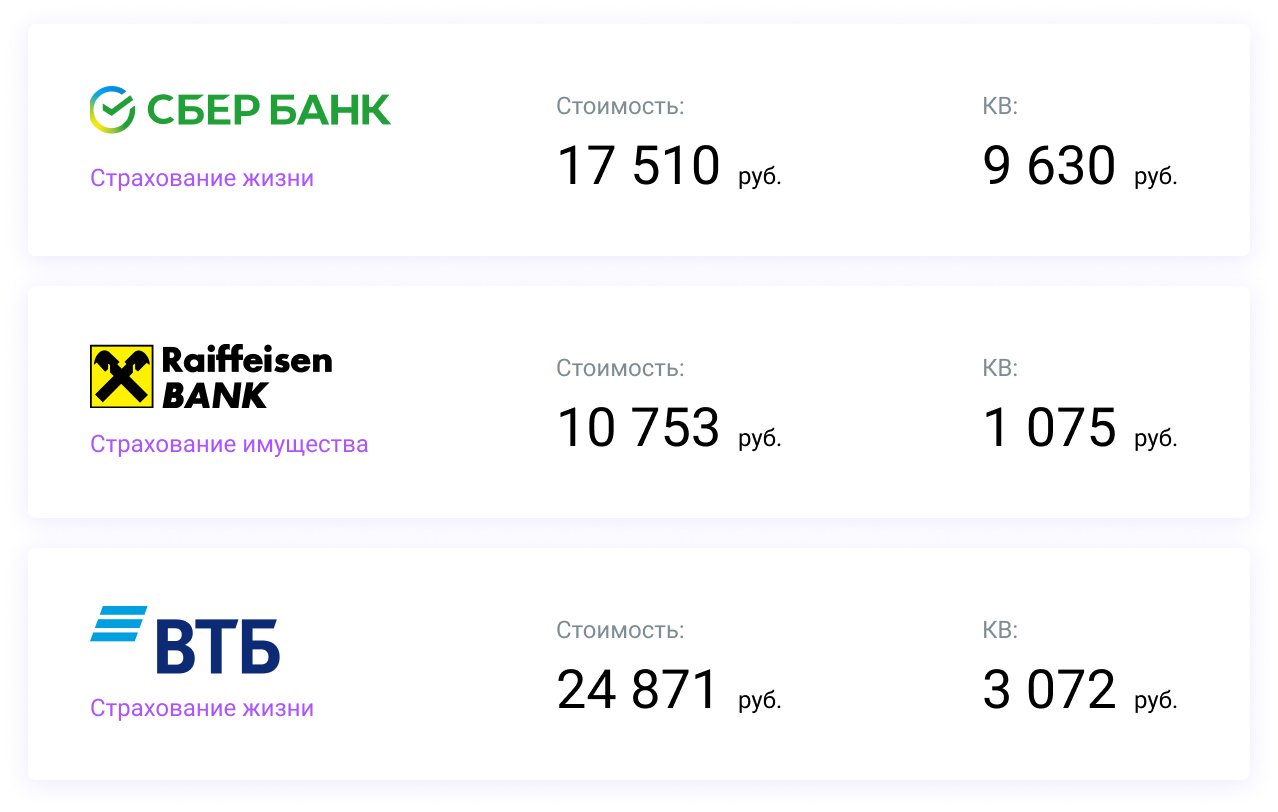 СБЕР БАНК
Страхование жизни
Стоимость:
17 510 руб.
КВ:
9 630 руб.
Raiffeisen
BANK
Страхование имущества
Стоимость:
10 753 руб.
КВ:
1 075 руб.
ВТБ
Страхование жизни
Стоимость:
24 871 руб.
КВ:
3 072 руб.